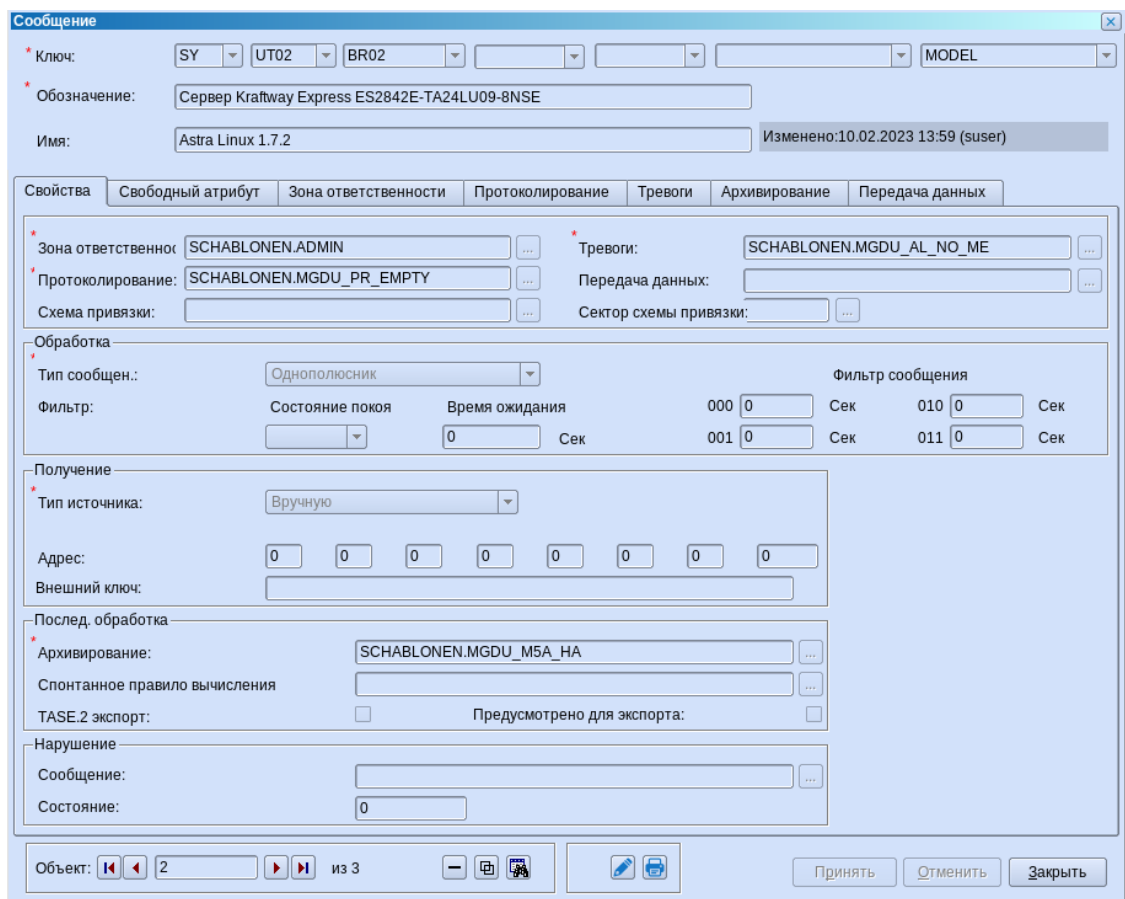 Сообщение
* Ключ: SY UT02 BR02 MODEL
* Обозначение: Сервер Kraftway Express ES2842E-TA24LU09-8NSE
Имя: Astra Linux 1.7.2 Изменено:10.02.2023 13:59 (suser)
Свойства Свободный атрибут Зона ответственности Протоколирование Тревоги Архивирование Передача данных
* Зона ответственнос SCHABLONEN.ADMIN ... * Тревоги: SCHABLONEN.MGDU_AL_NO_ME ...
* Протоколирование: SCHABLONEN.MGDU_PR_EMPTY ... Передача данных: ...
Схема привязки: ... Сектор схемы привязки: ...
Обработка
* Тип сообщен.: Однополюсник Фильтр сообщения
Фильтр: Состояние покоя Время ожидания 000 0 Сек 010 0 Сек
0 Сек 001 0 Сек 011 0 Сек
Получение
* Тип источника: Вручную
Адрес: 0 0 0 0 0 0 0 0
Внешний ключ:
Послед. обработка
* Архивирование: SCHABLONEN.MGDU_M5A_HA ...
Спонтанное правило вычисления ...
TASE.2 экспорт: Предусмотрено для экспорта:
Нарушение
Сообщение: ...
Состояние: 0
Объект: 2 из 3 Принять Отменить Закрыть